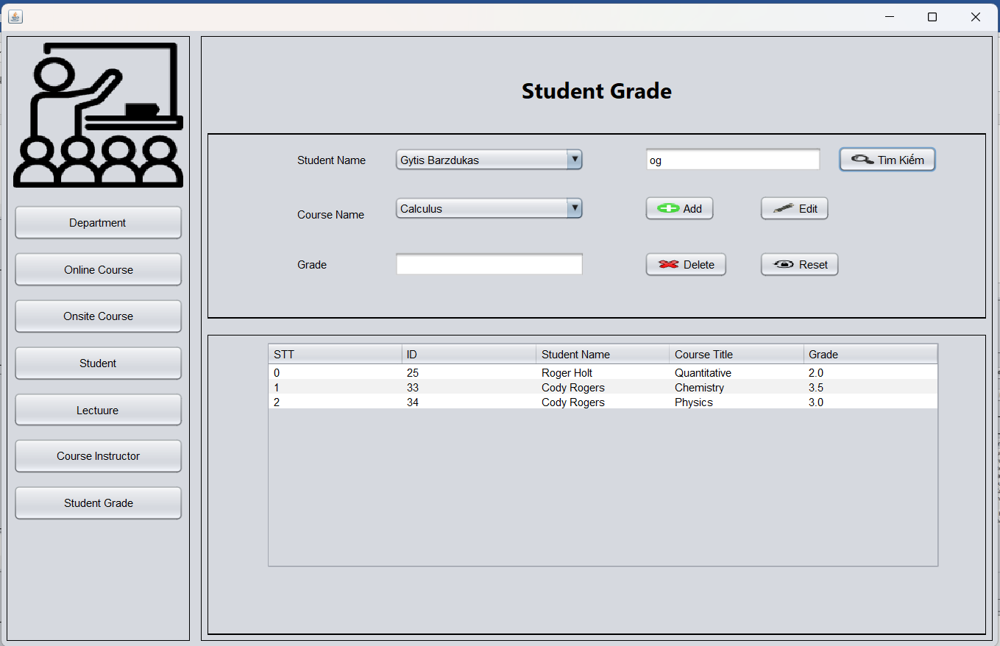 Student Grade
Student Name Gytis Barzdukas og Tìm Kiếm
Course Name Calculus Add Edit
Grade Delete Reset
Department
Online Course
Onsite Course
Student
Lectuure
Course Instructor
Student Grade
STT ID Student Name Course Title Grade
0 25 Roger Holt Quantitative 2.0
1 33 Cody Rogers Chemistry 3.5
2 34 Cody Rogers Physics 3.0